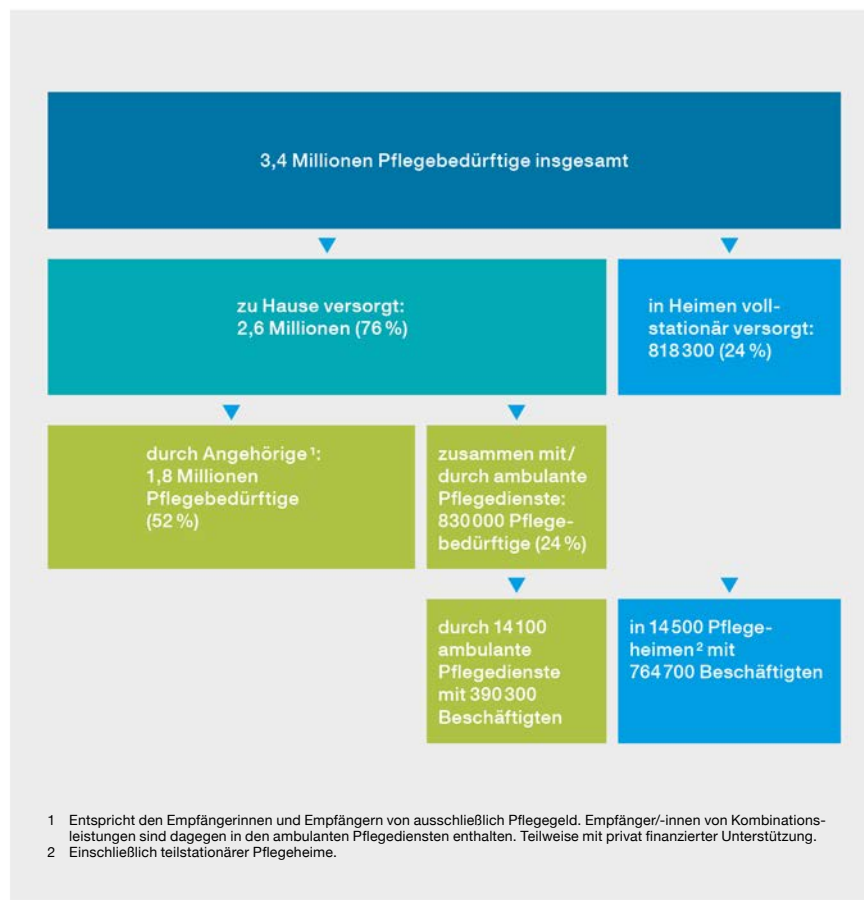 3,4 Millionen Pflegebedürftige insgesamt
zu Hause versorgt:
2,6 Millionen (76 %)
in Heimen voll-
stationär versorgt:
818 300 (24 %)
durch Angehörige ¹:
1,8 Millionen
Pflegebedürftige
(52 %)
zusammen mit/
durch ambulante
Pflegedienste:
830 000 Pflege-
bedürftige (24 %)
durch 14 100
ambulante
Pflegedienste
mit 390 300
Beschäftigten
in 14 500 Pflege-
heimen ² mit
764 700 Beschäftigten
1 Entspricht den Empfängerinnen und Empfängern von ausschließlich Pflegegeld. Empfänger/-innen von Kombinations-
leistungen sind dagegen in den ambulanten Pflegediensten enthalten. Teilweise mit privat finanzierter Unterstützung.
2 Einschließlich teilstationärer Pflegeheime.